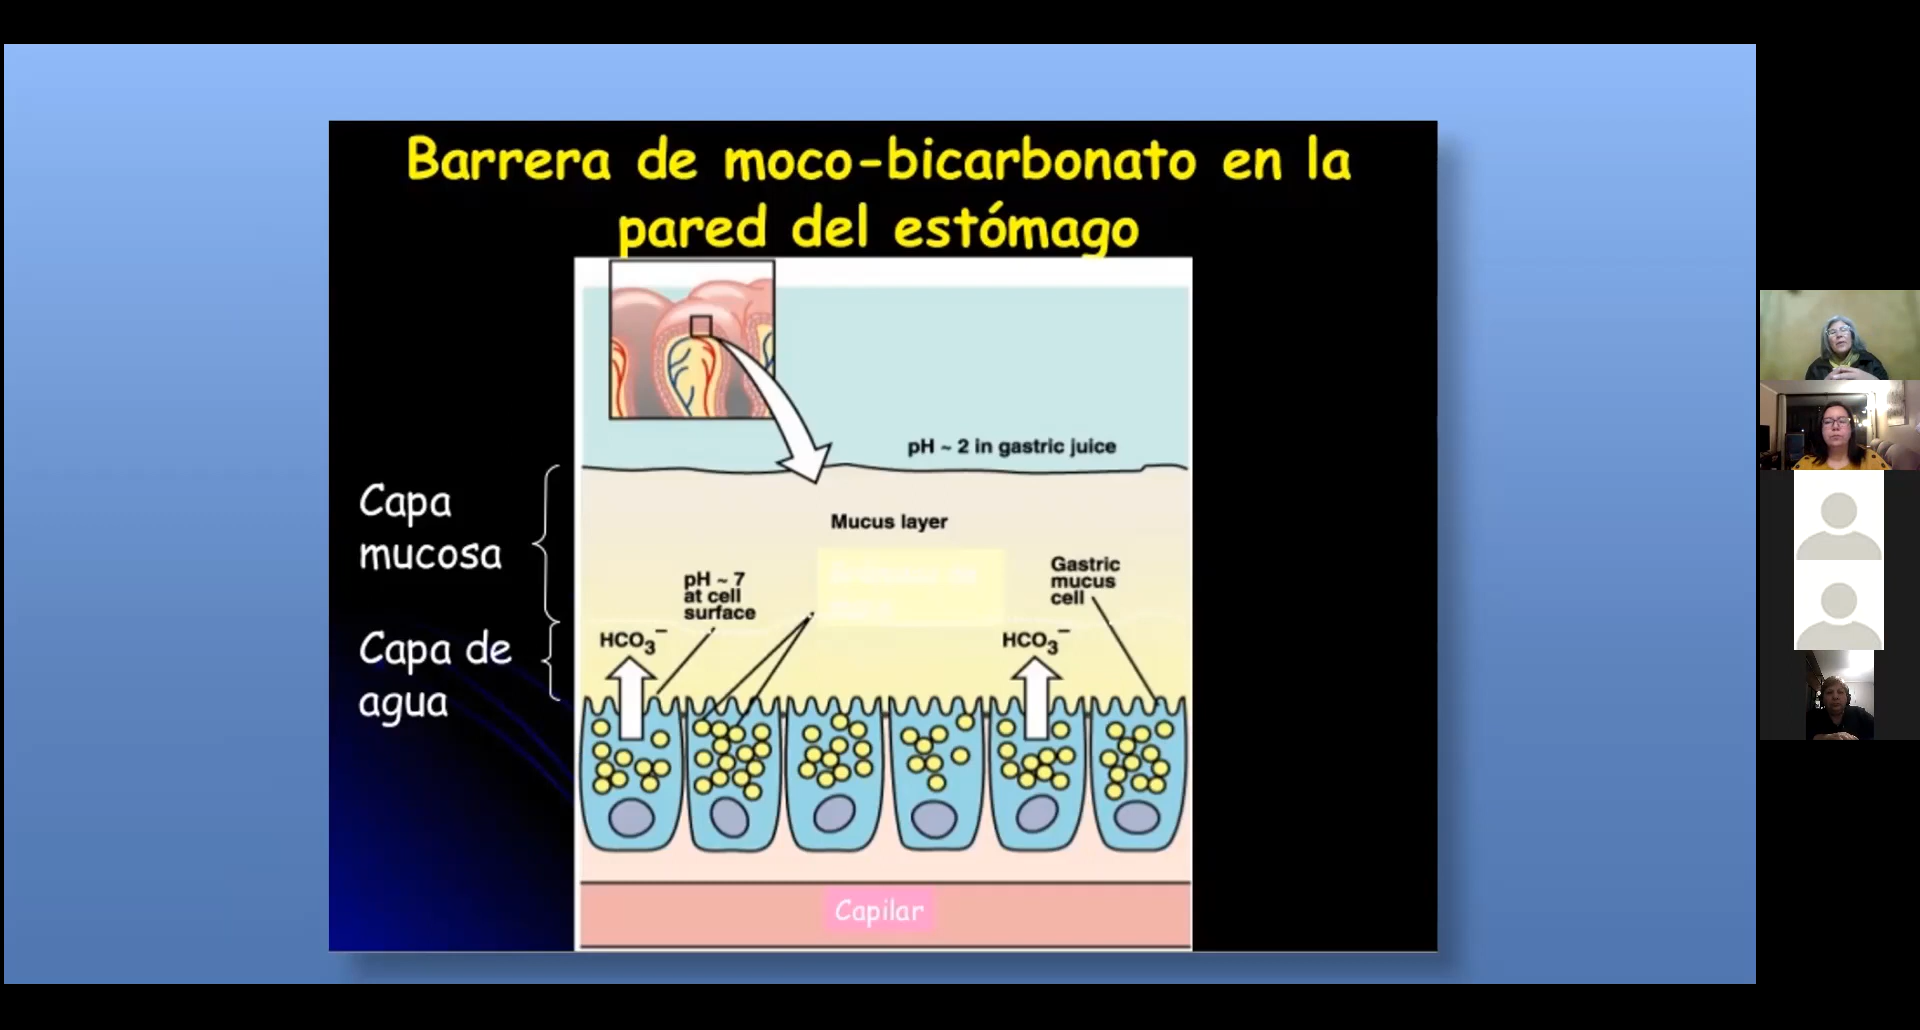 Barrera de moco-bicarbonato en la
pared del estómago
pH ~ 2 in gastric juice
Capa
mucosa
Mucus layer
pH ~ 7
at cell
surface
Gastric
mucus
cell
HCO3−
HCO3−
Capa de
agua
Capilar